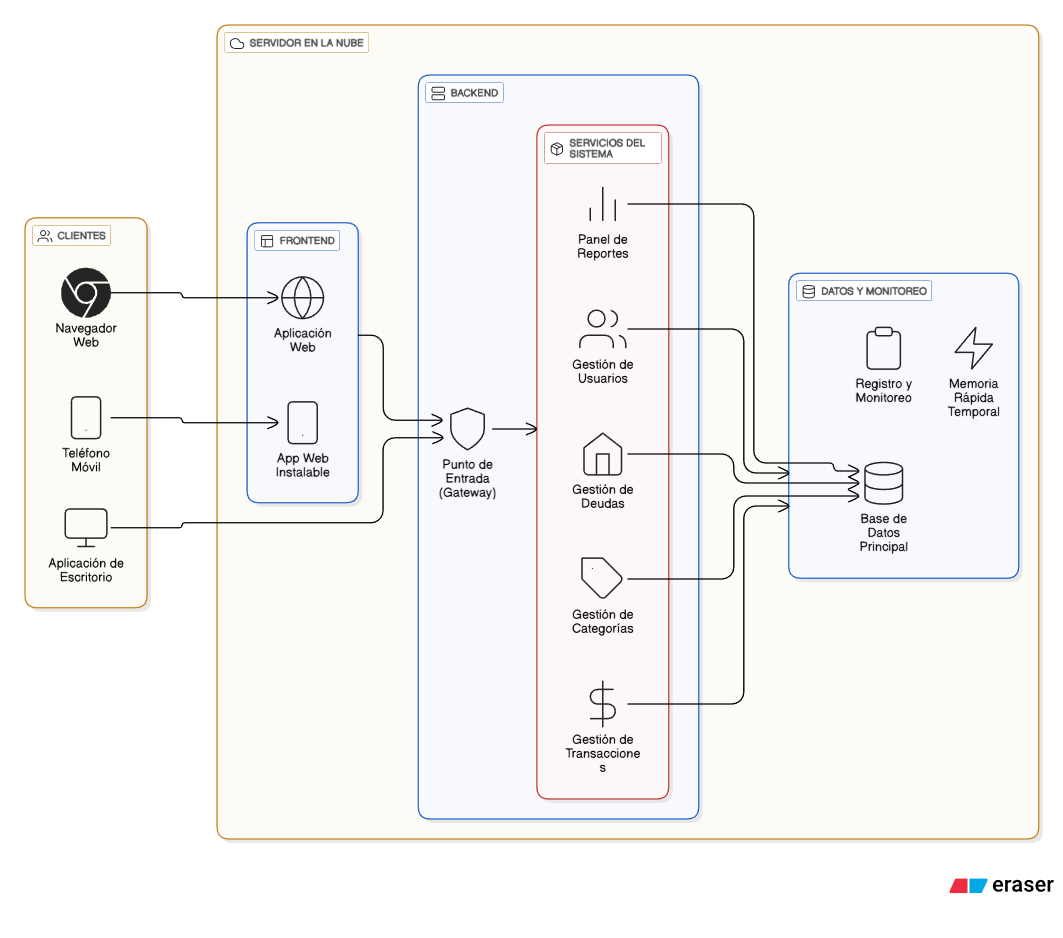 SERVIDOR EN LA NUBE
BACKEND
SERVICIOS DEL
SISTEMA
Panel de
Reportes
CLIENTES
FRONTEND
Navegador
Web
Aplicación
Web
Gestión de
Usuarios
DATOS Y MONITOREO
Registro y
Monitoreo
Memoria
Rápida
Temporal
Teléfono
Móvil
App Web
Instalable
Punto de
Entrada
(Gateway)
Gestión de
Deudas
Base de
Datos
Principal
Aplicación de
Escritorio
Gestión de
Categorías
Gestión de
Transaccione
s
eraser